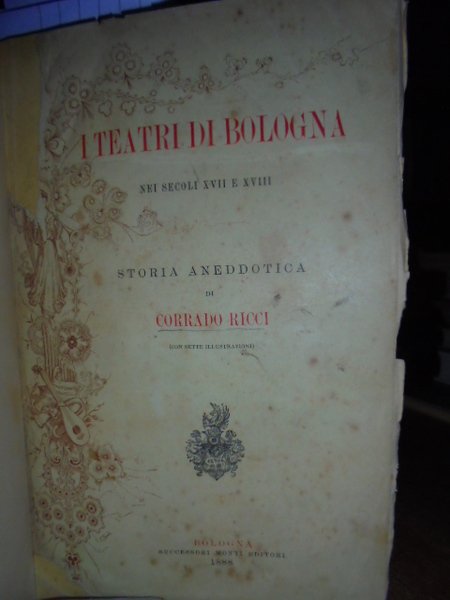 I TEATRI DI BOLOGNA
NEI SECOLI XVII E XVIII
STORIA ANEDDOTICA
DI
CORRADO RICCI
(CON SETTE ILLUSTRAZIONI)
BOLOGNA
SUCCESSORI MONTI EDITORI
1888